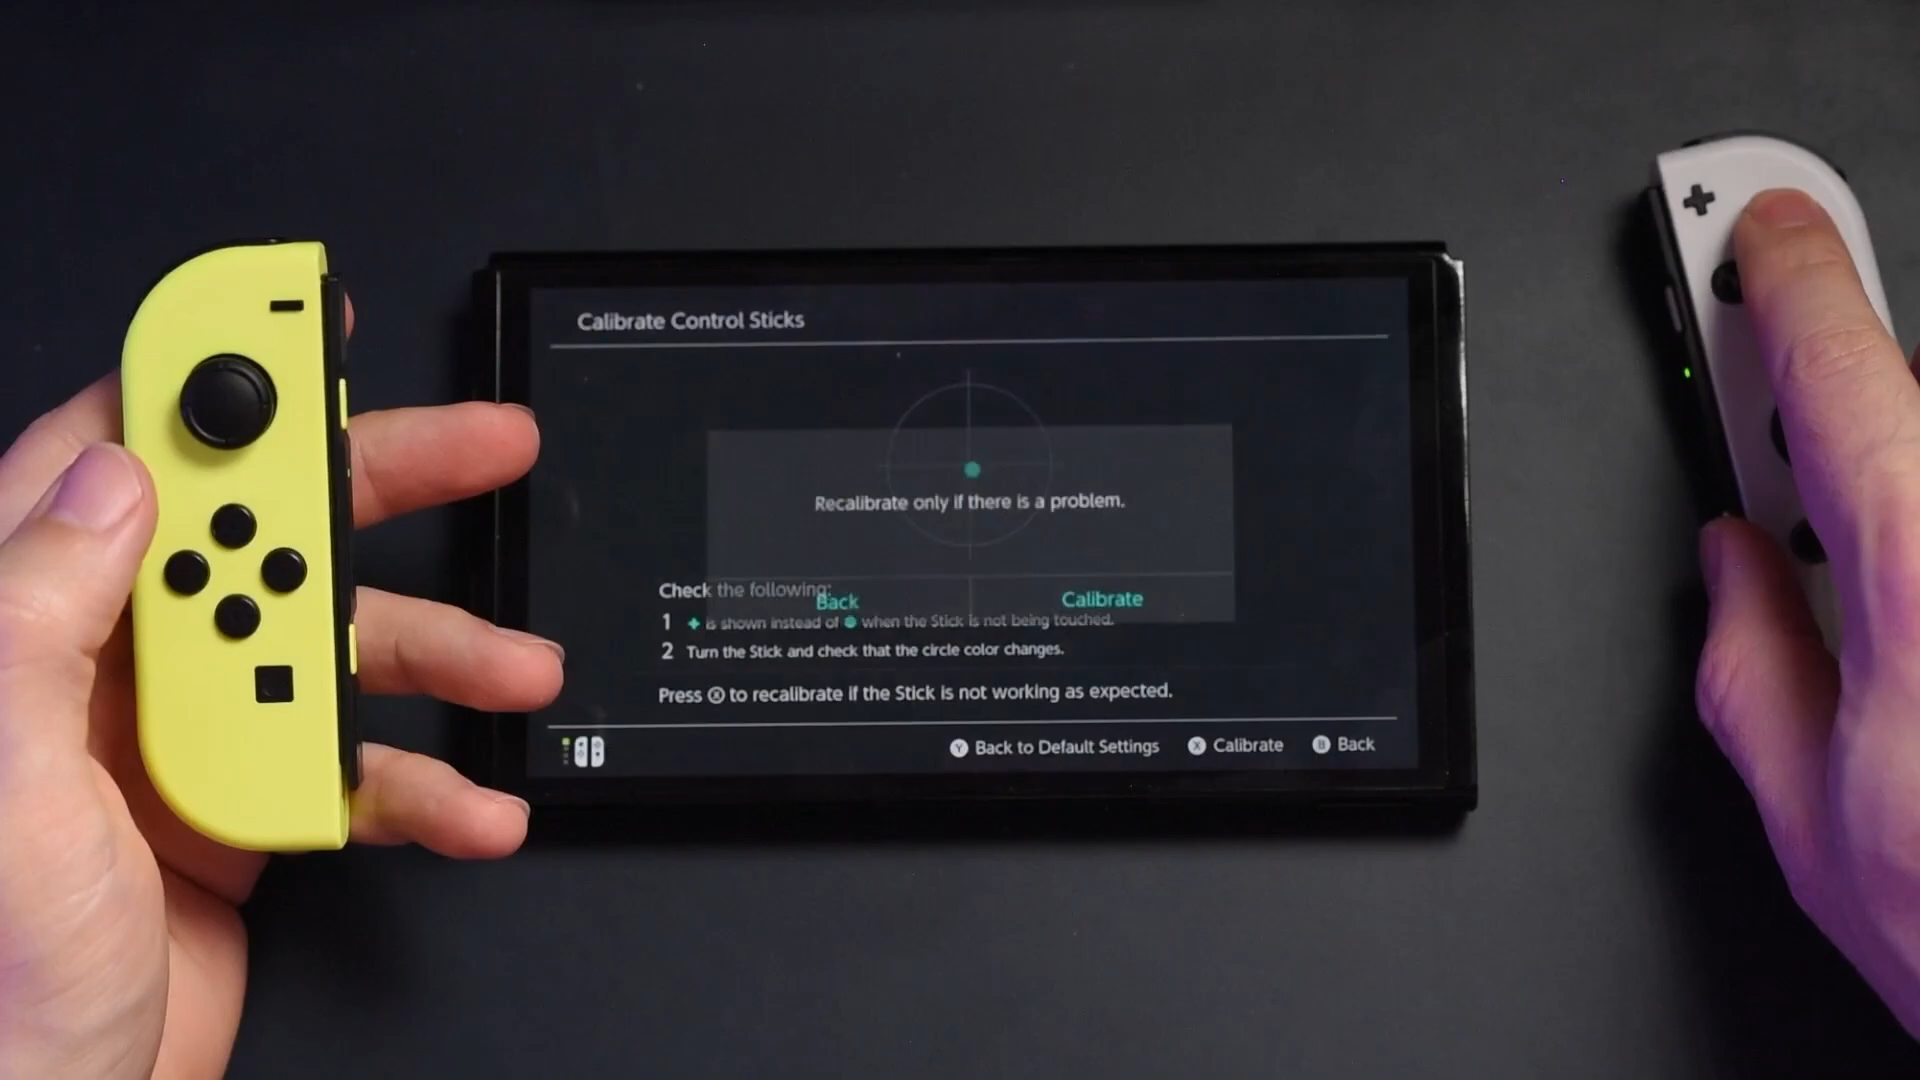 Calibrate Control Sticks
Recalibrate only if there is a problem.
Check the following:
Back
Calibrate
1 is shown instead of when the Stick is not being touched.
2 Turn the Stick and check that the circle color changes.
Press X to recalibrate if the Stick is not working as expected.
Y Back to Default Settings X Calibrate B Back